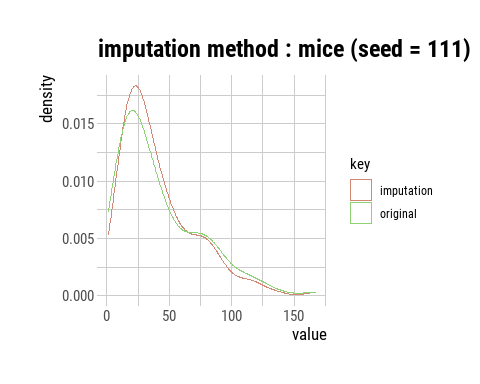 imputation method : mice (seed = 111)
density
0.015
0.010
0.005
0.000
0
50
100
150
value
key
imputation
original